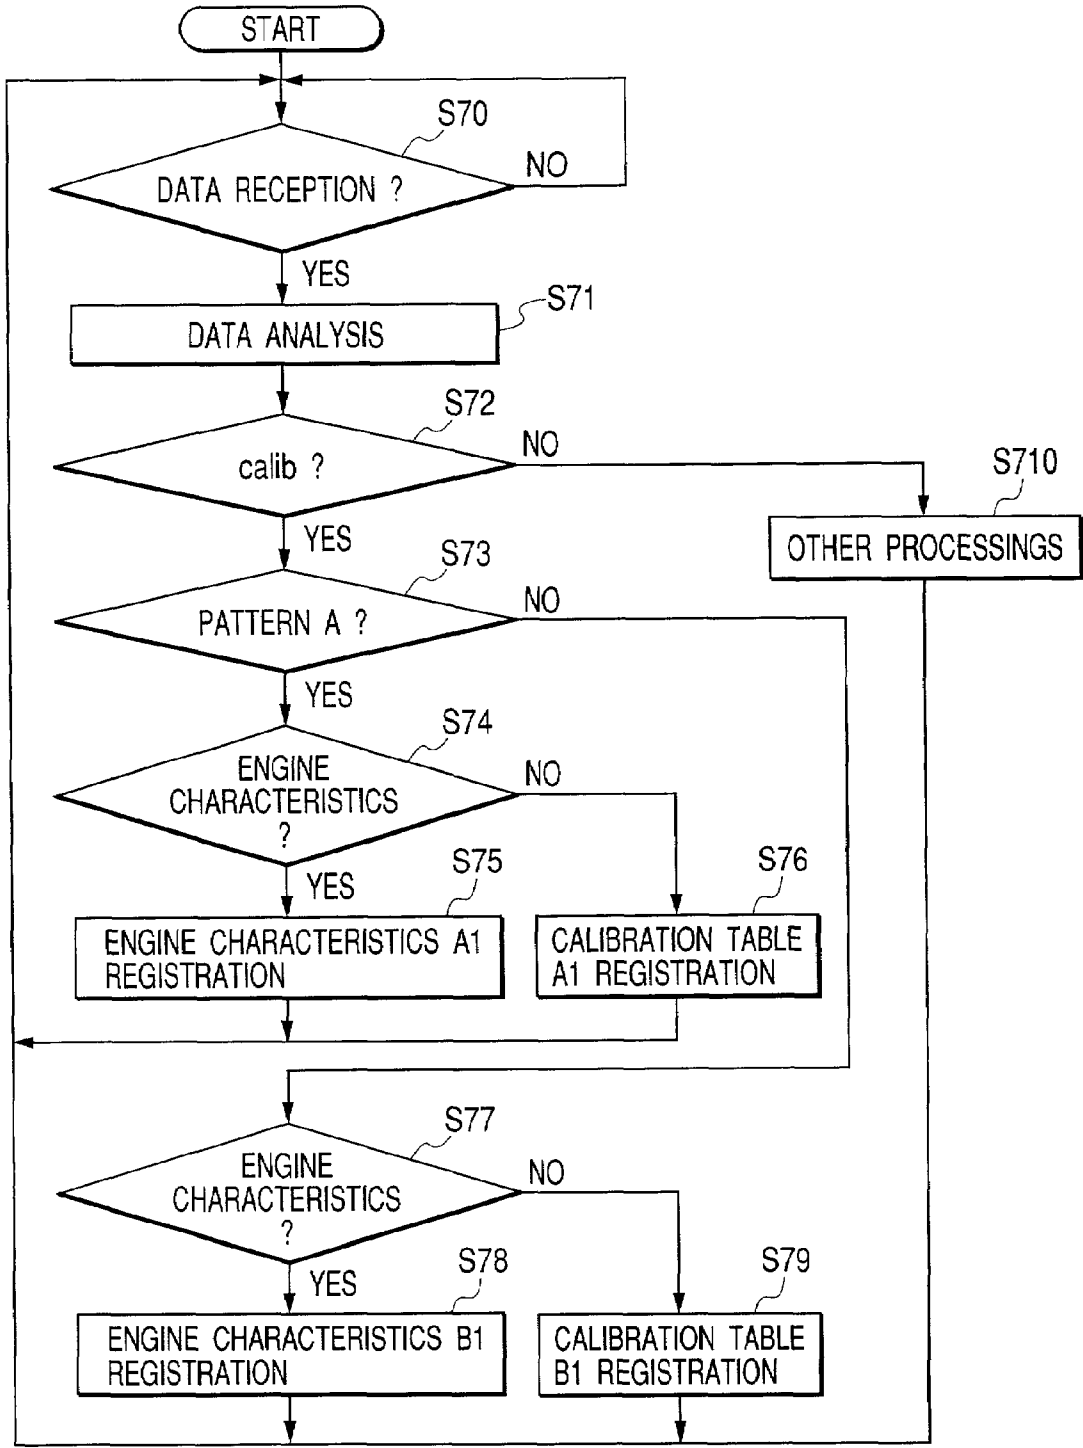 START
S70
DATA RECEPTION ?
NO
YES
S71
DATA ANALYSIS
S72
calib ?
NO
S710
OTHER PROCESSINGS
YES
S73
PATTERN A ?
NO
YES
S74
ENGINE
CHARACTERISTICS
?
NO
YES
S75
ENGINE CHARACTERISTICS A1
REGISTRATION
S76
CALIBRATION TABLE
A1 REGISTRATION
S77
ENGINE
CHARACTERISTICS
?
NO
YES
S78
ENGINE CHARACTERISTICS B1
REGISTRATION
S79
CALIBRATION TABLE
B1 REGISTRATION